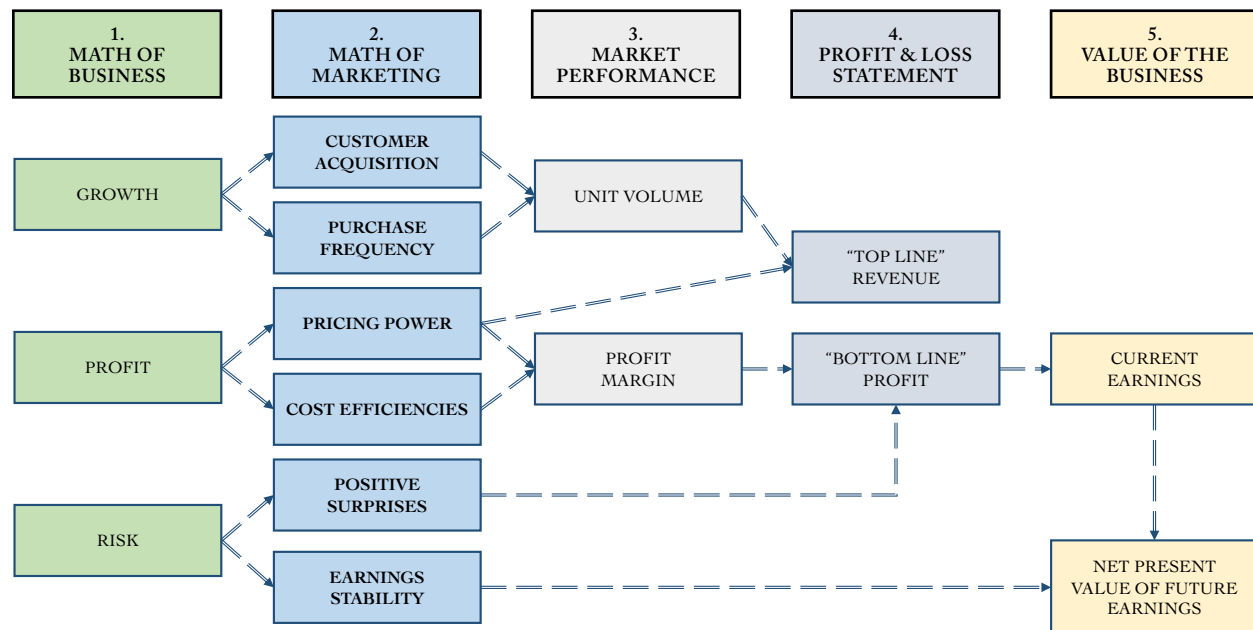 1.
MATH OF
BUSINESS
2.
MATH OF
MARKETING
3.
MARKET
PERFORMANCE
4.
PROFIT & LOSS
STATEMENT
5.
VALUE OF THE
BUSINESS
GROWTH
CUSTOMER
ACQUISITION
PURCHASE
FREQUENCY
UNIT VOLUME
“TOP LINE”
REVENUE
PROFIT
PRICING POWER
COST EFFICIENCIES
PROFIT
MARGIN
“BOTTOM LINE”
PROFIT
CURRENT
EARNINGS
RISK
POSITIVE
SURPRISES
EARNINGS
STABILITY
NET PRESENT
VALUE OF FUTURE
EARNINGS